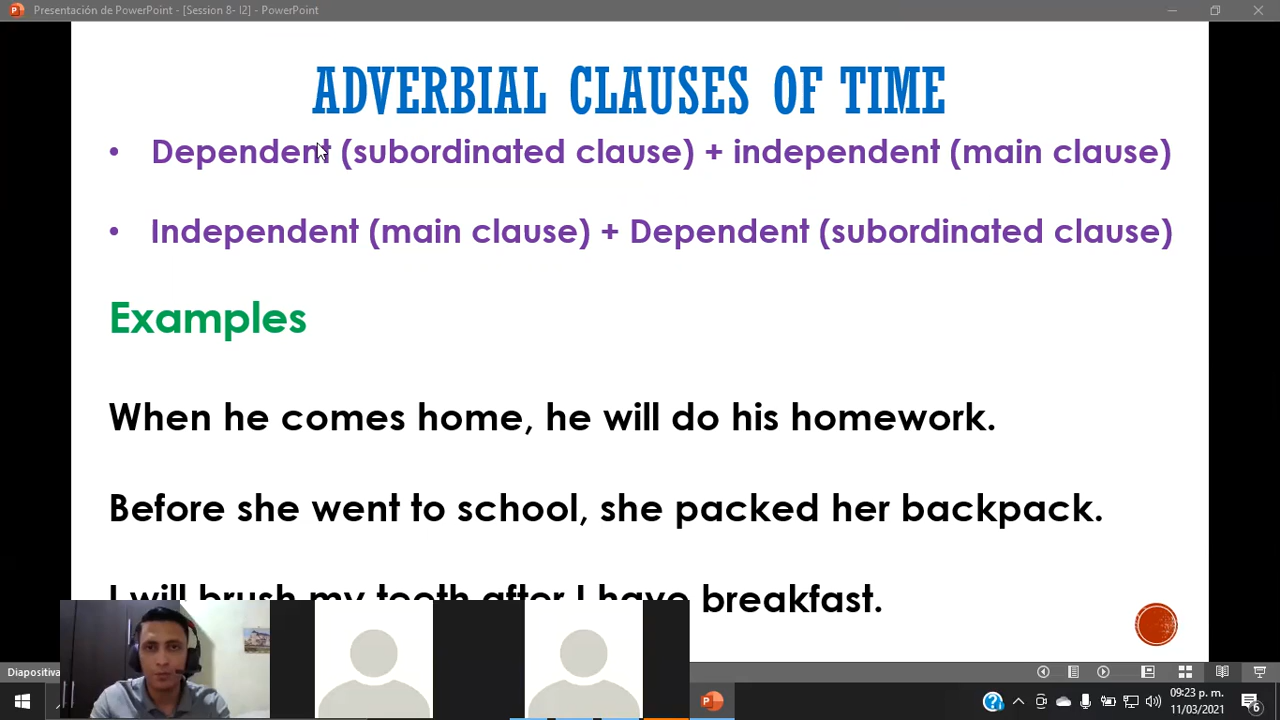 Presentación de PowerPoint - [Session 8- I2] - PowerPoint
ADVERBIAL CLAUSES OF TIME
• Dependent (subordinated clause) + independent (main clause)
• Independent (main clause) + Dependent (subordinated clause)
Examples
When he comes home, he will do his homework.
Before she went to school, she packed her backpack.
I will brush my teeth after I have breakfast.
Diapositiva
09:23 p. m.
11/03/2021
6